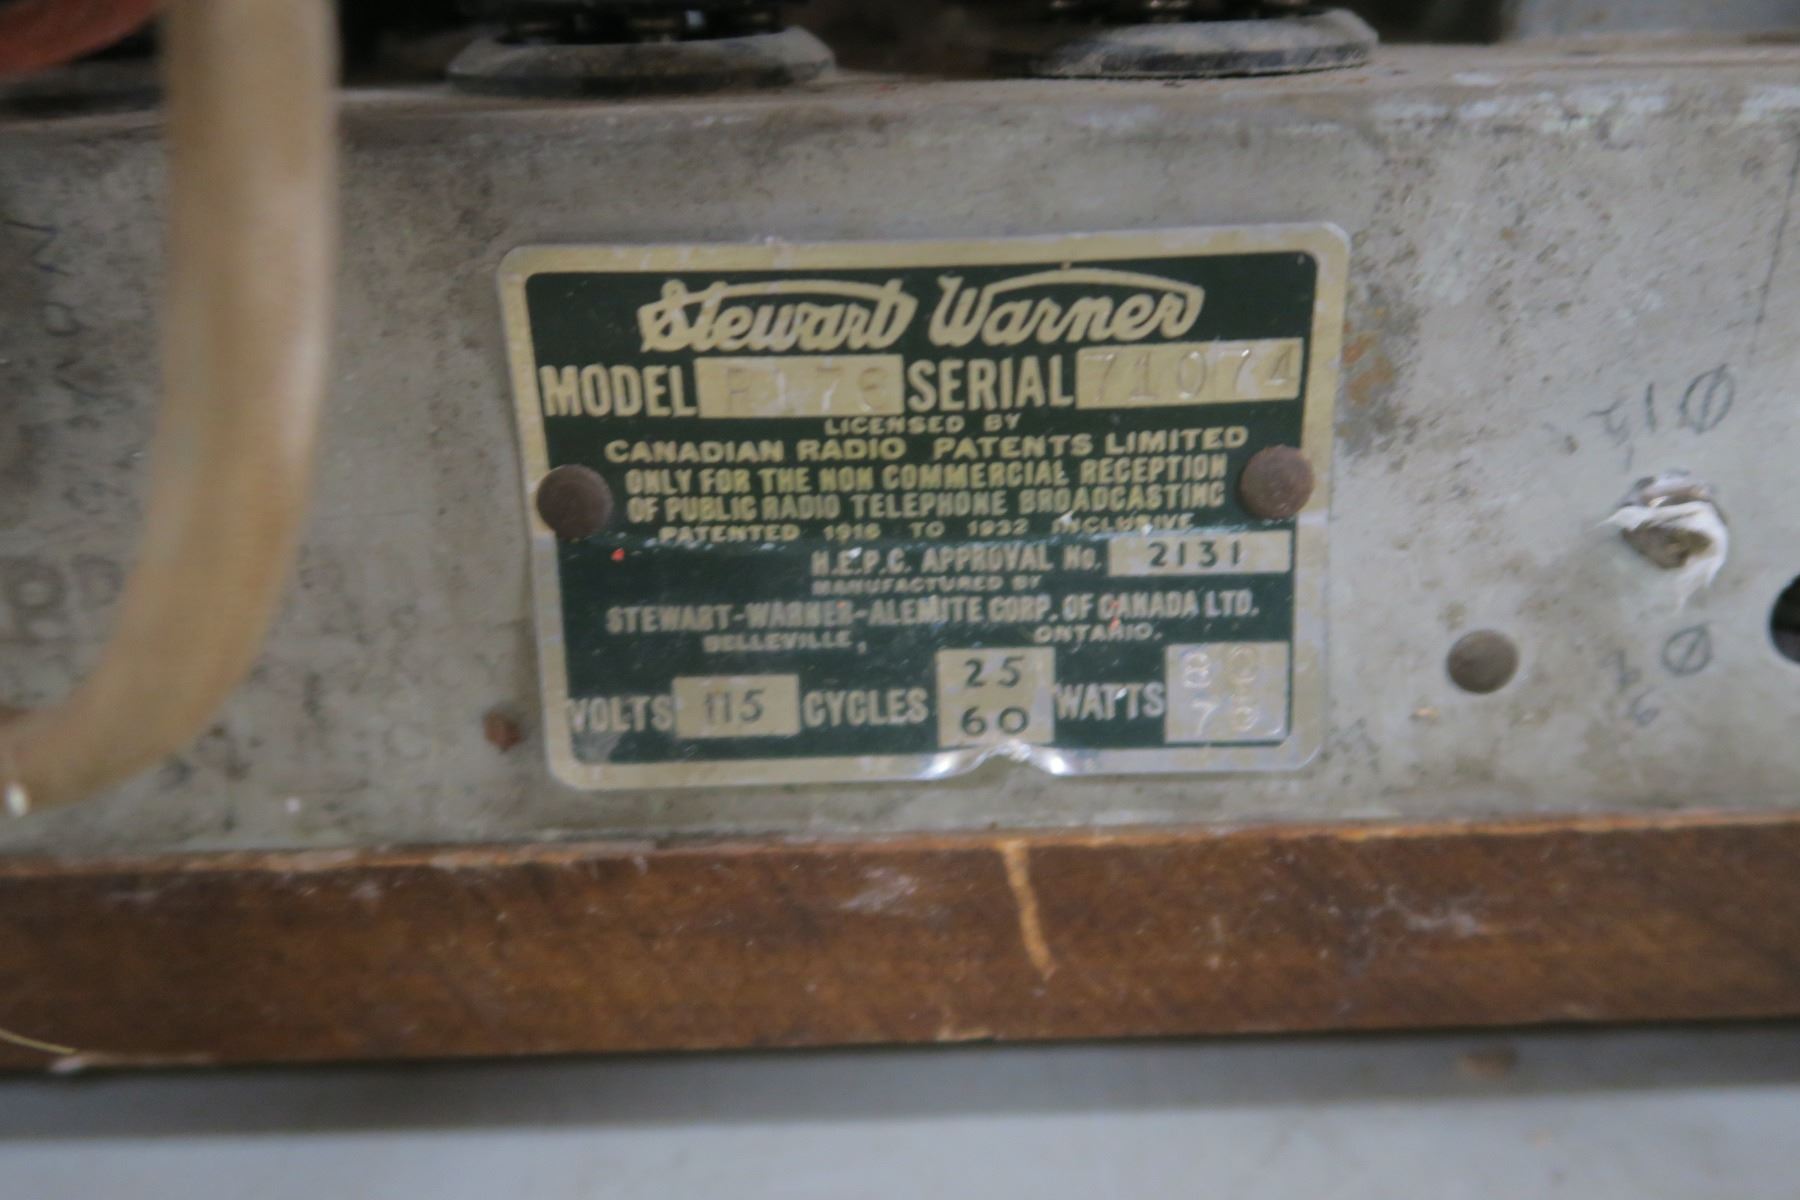 Stewart Warner
MODEL SERIAL 71074
LICENSED BY
CANADIAN RADIO PATENTS LIMITED
ONLY FOR THE NON COMMERCIAL RECEPTION
OF PUBLIC RADIO TELEPHONE BROADCASTING
PATENTED 1916 TO 1932 INCLUSIVE
H.E.P.C. APPROVAL No. 2131
MANUFACTURED BY
STEWART-WARNER-ALEMITE CORP. OF CANADA LTD.
BELLEVILLE, ONTARIO.
VOLTS 115 CYCLES 25 60 WATTS